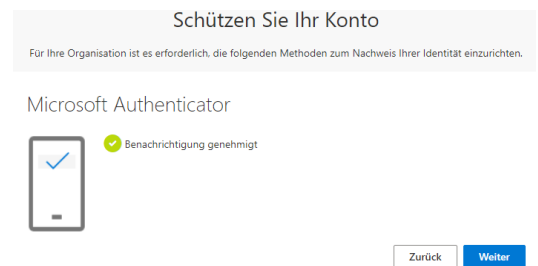 Schützen Sie Ihr Konto
Für Ihre Organisation ist es erforderlich, die folgenden Methoden zum Nachweis Ihrer Identität einzurichten.
Microsoft Authenticator
Benachrichtigung genehmigt
Zurück Weiter